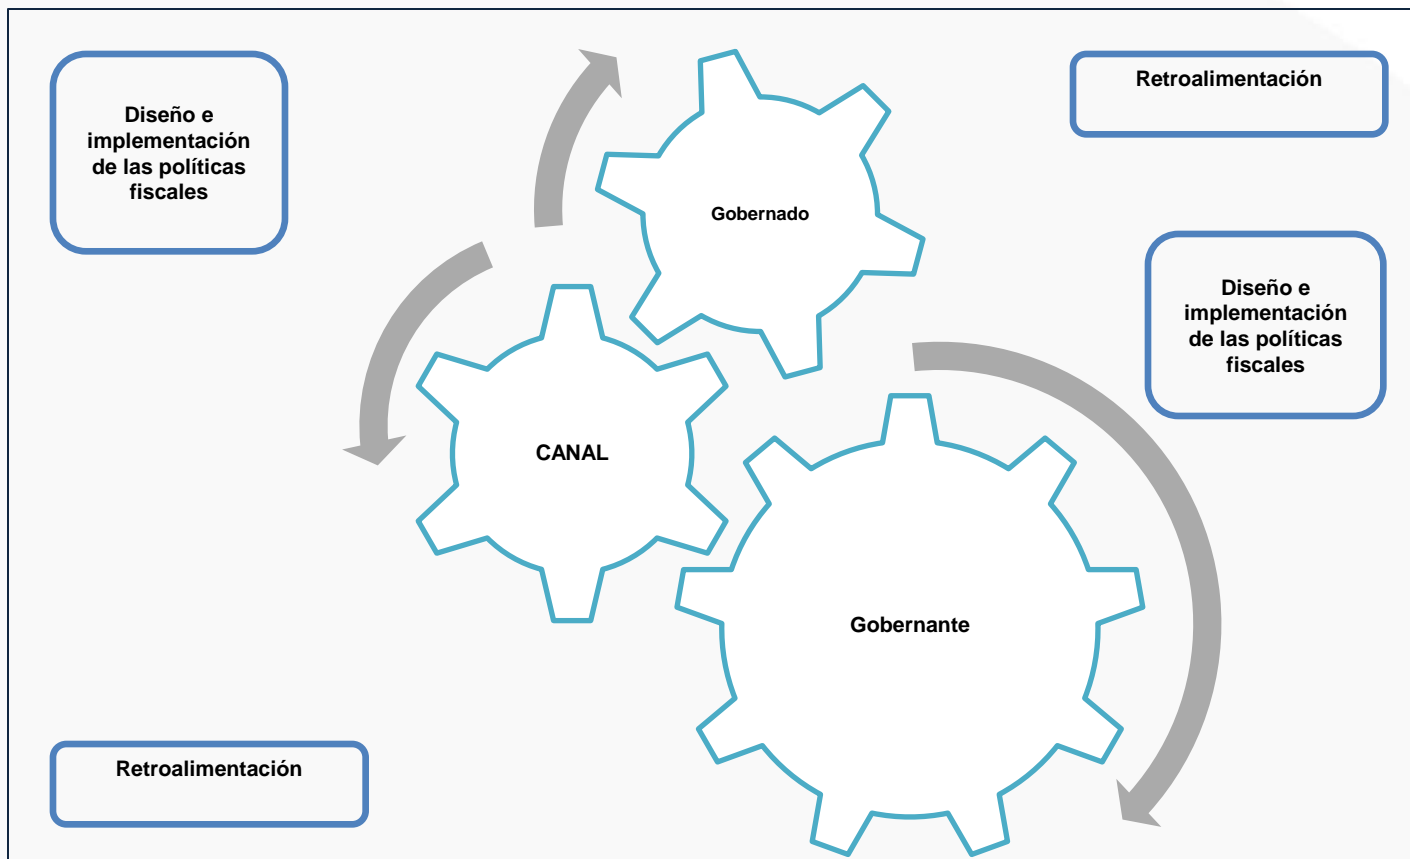 Diseño e
implementación
de las políticas
fiscales
Retroalimentación
Gobernado
Diseño e
implementación
de las políticas
fiscales
CANAL
Gobernante
Retroalimentación